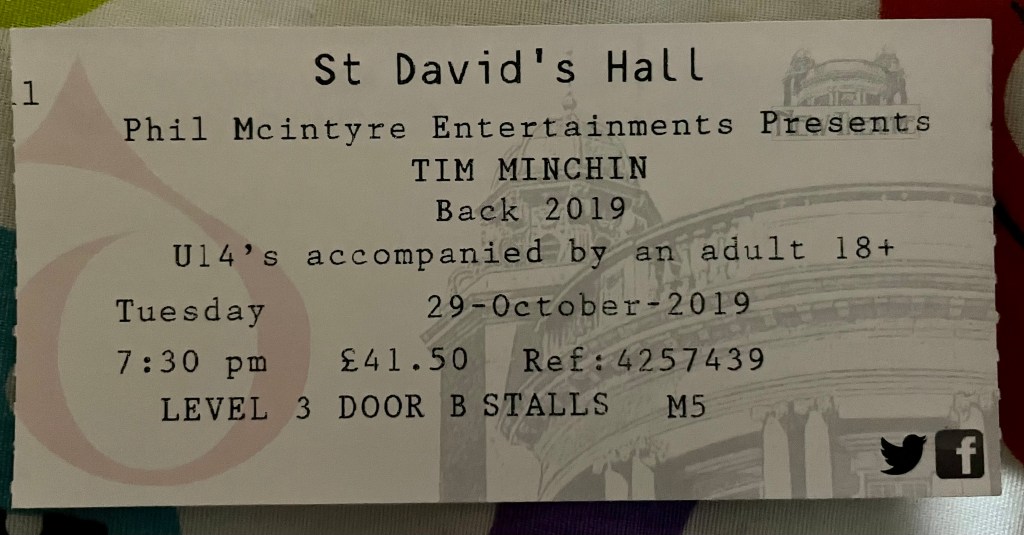 St David's Hall
1
Phil Mcintyre Entertainments Presents
TIM MINCHIN
Back 2019
U14's accompanied by an adult 18+
Tuesday 29-October-2019
7:30 pm £41.50 Ref:4257439
LEVEL 3 DOOR B STALLS M5
f